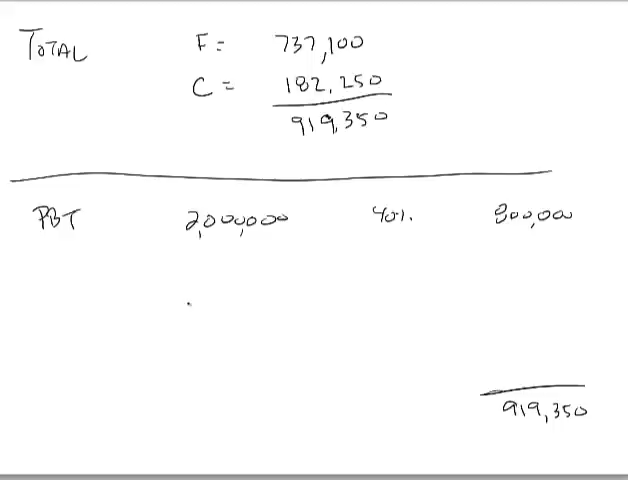 TOTAL F = 737,100
C = 182,250
919,350
PBT 2,000,000 40%. 800,000
919,350